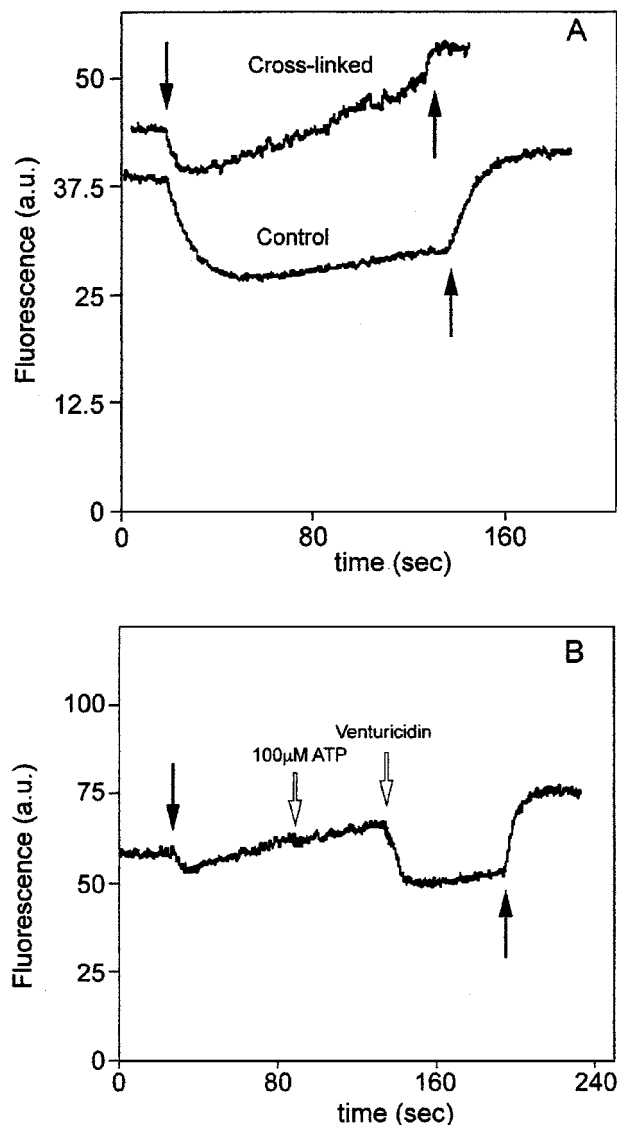 A
Cross-linked
Control
50
37.5
25
12.5
0
Fluorescence (a.u.)
0
80
160
time (sec)
B
Venturicidin
100µM ATP
100
75
50
25
0
Fluorescence (a.u.)
0
80
160
240
time (sec)